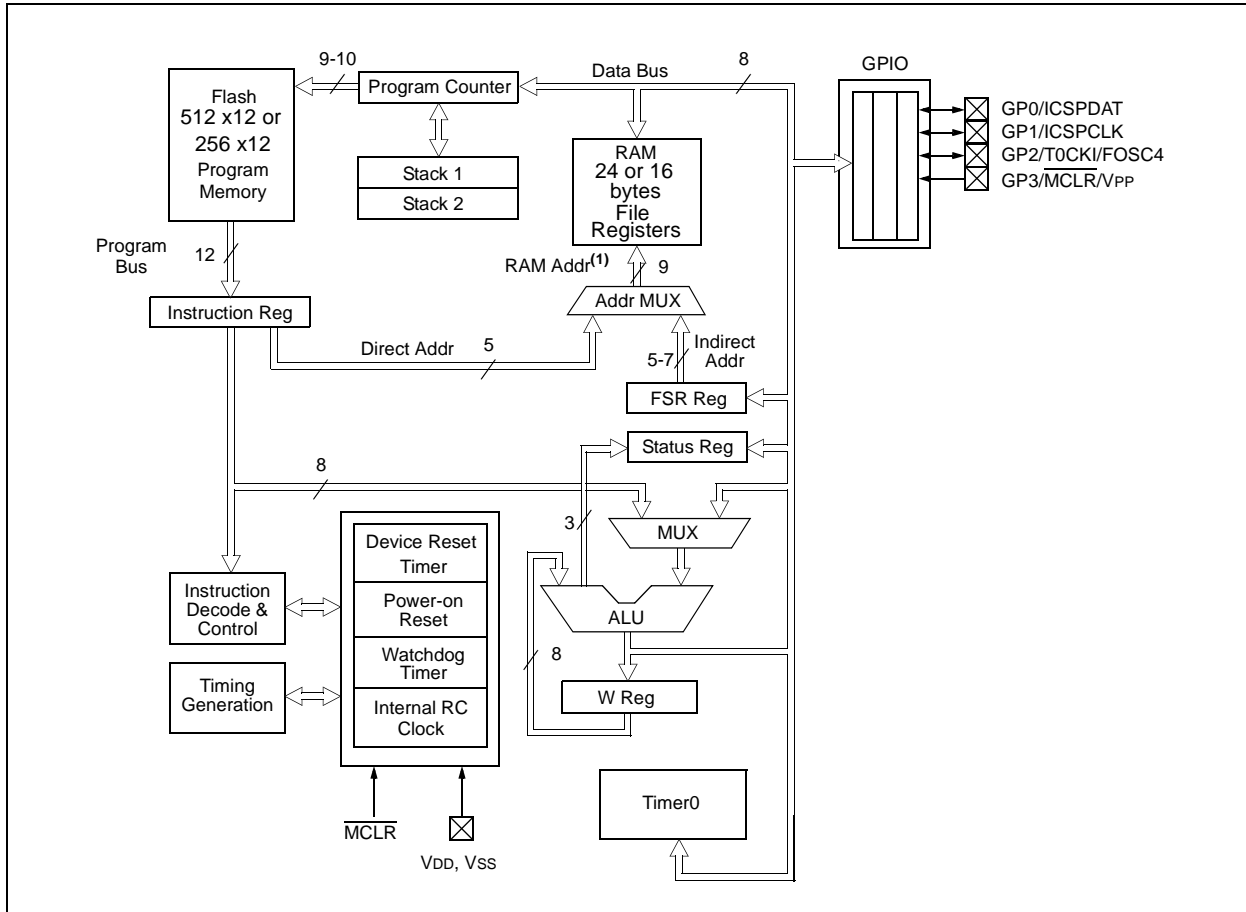 9-10
Flash
512 x12 or
256 x12
Program
Memory
Program Counter
Data Bus
8
Stack 1
Stack 2
RAM
24 or 16
bytes
File
Registers
GPIO
GP0/ICSPDAT
GP1/ICSPCLK
GP2/T0CKI/FOSC4
GP3/MCLR/VPP
Program
Bus
12
RAM Addr(1)
9
Addr MUX
Instruction Reg
Direct Addr
5
5-7
Indirect
Addr
FSR Reg
Status Reg
8
3
MUX
Device Reset
Timer
Power-on
Reset
Watchdog
Timer
Internal RC
Clock
Instruction
Decode &
Control
Timing
Generation
ALU
8
W Reg
MCLR
VDD, VSS
Timer0